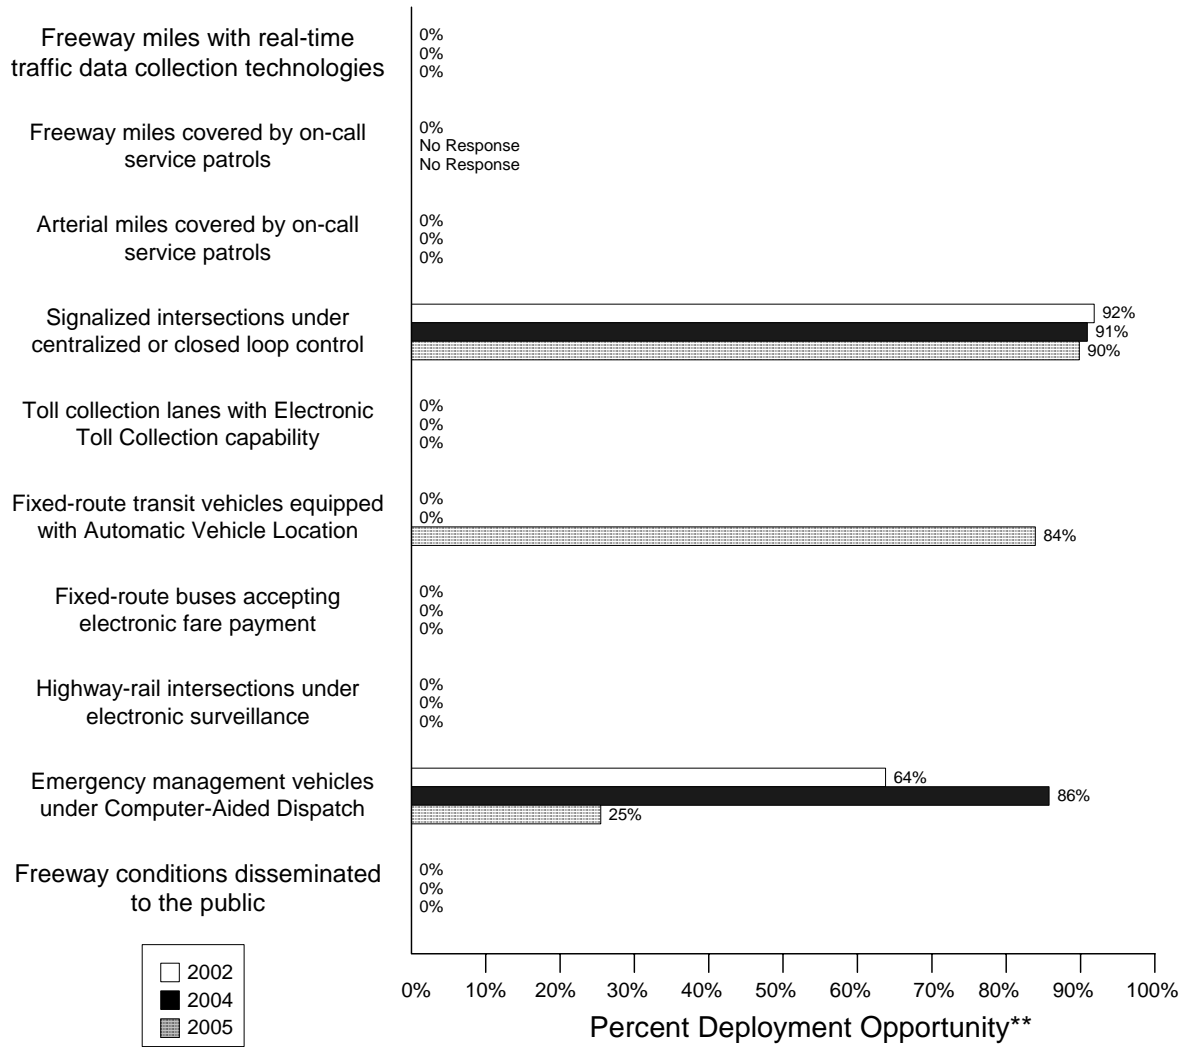 Freeway miles with real-time
traffic data collection technologies
0%
0%
0%
Freeway miles covered by on-call
service patrols
0%
No Response
No Response
Arterial miles covered by on-call
service patrols
0%
0%
0%
Signalized intersections under
centralized or closed loop control
92%
91%
90%
Toll collection lanes with Electronic
Toll Collection capability
0%
0%
0%
Fixed-route transit vehicles equipped
with Automatic Vehicle Location
0%
0%
84%
Fixed-route buses accepting
electronic fare payment
0%
0%
0%
Highway-rail intersections under
electronic surveillance
0%
0%
0%
Emergency management vehicles
under Computer-Aided Dispatch
64%
86%
25%
Freeway conditions disseminated
to the public
0%
0%
0%
2002
2004
2005
0% 10% 20% 30% 40% 50% 60% 70% 80% 90% 100%
Percent Deployment Opportunity**